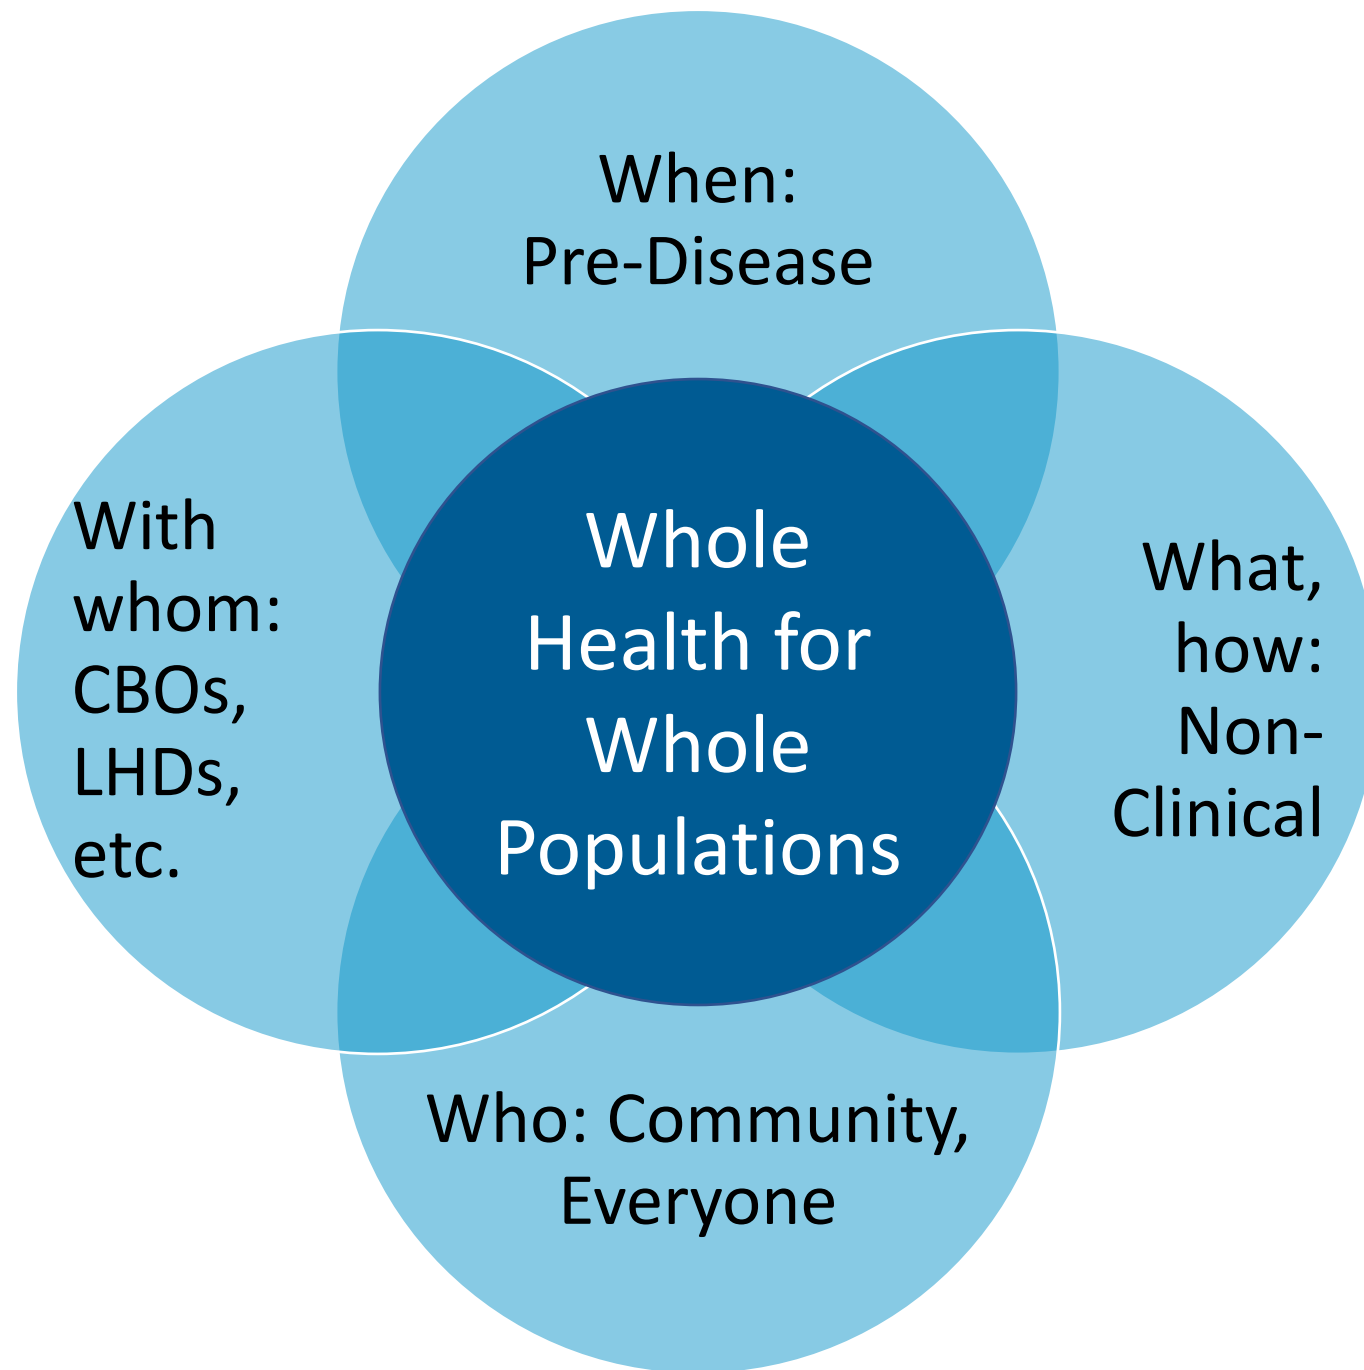 When:
Pre-Disease
With
whom:
CBOs,
LHDs,
etc.
Whole
Health for
Whole
Populations
What,
how:
Non-
Clinical
Who: Community,
Everyone